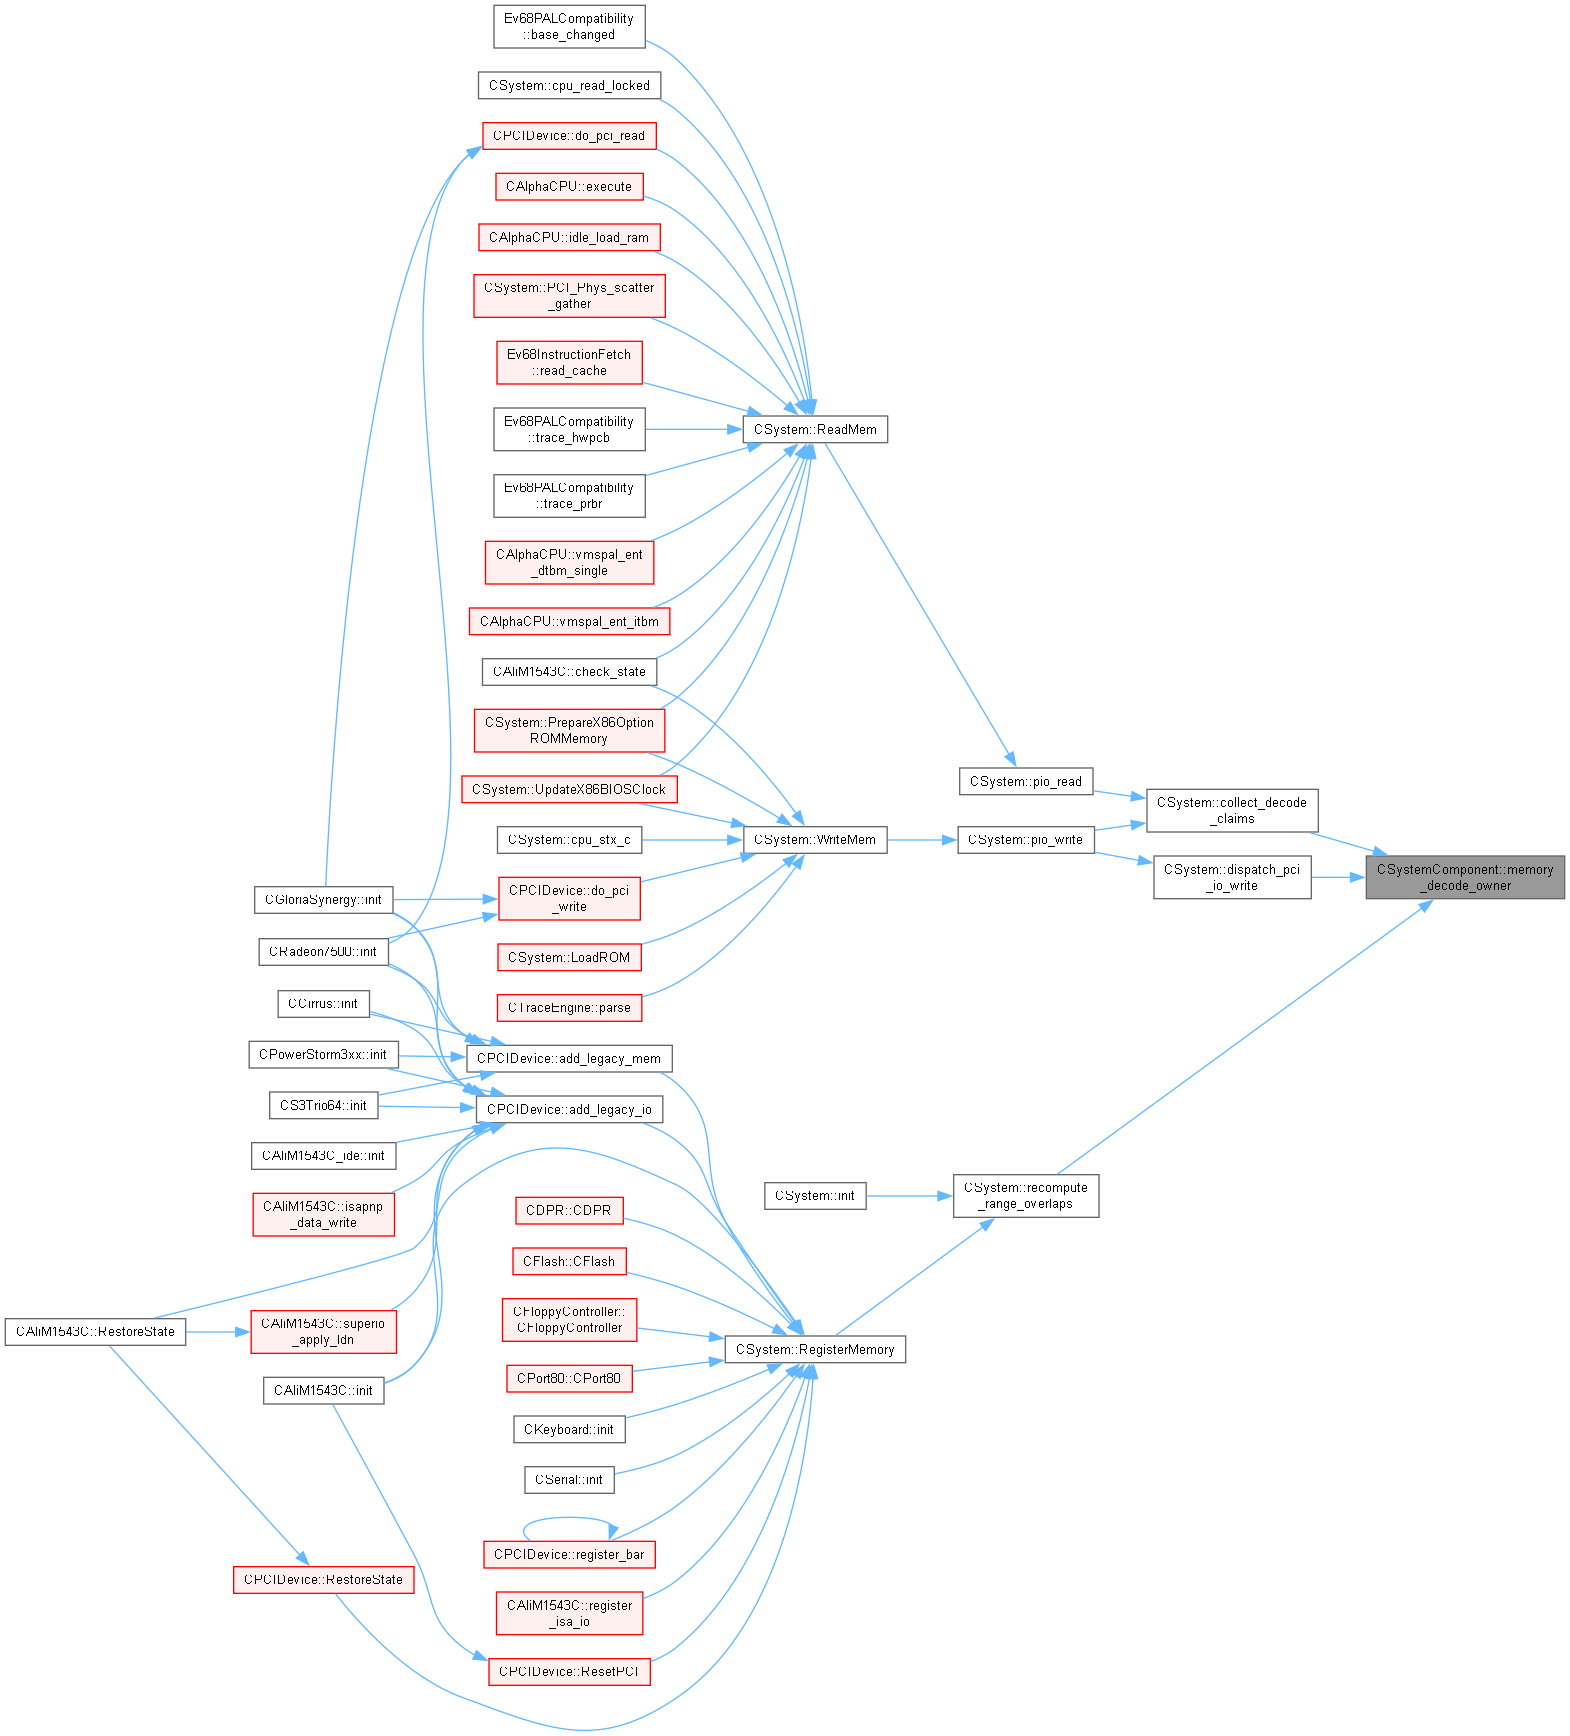 Ev68PALCompatibility
::base_changed
CSystem::cpu_read_locked
CPCIDevice::do_pci_read
CAlphaCPU::execute
CAlphaCPU::idle_load_ram
CSystem::PCI_Phys_scatter
_gather
Ev68InstructionFetch
::read_cache
Ev68PALCompatibility
::trace_hwpcb
Ev68PALCompatibility
::trace_prbr
CAlphaCPU::vmspal_ent
_dtbm_single
CAlphaCPU::vmspal_ent_itbm
CAliM1543C::check_state
CSystem::PrepareX86Option
ROMMemory
CSystem::UpdateX86BIOSClock
CSystem::cpu_stx_c
CPCIDevice::do_pci
_write
CSystem::LoadROM
CTraceEngine::parse
CSystem::ReadMem
CSystem::WriteMem
CSystem::pio_read
CSystem::pio_write
CSystem::collect_decode
_claims
CSystem::dispatch_pci
_io_write
CSystemComponent::memory
_decode_owner
CGloriaSynergy::init
CRadeon7500::init
CCirrus::init
CPowerStorm3xx::init
CS3Trio64::init
CAliM1543C_ide::init
CAliM1543C::isapnp
_data_write
CPCIDevice::add_legacy_mem
CPCIDevice::add_legacy_io
CSystem::init
CSystem::recompute
_range_overlaps
CDPR::CDPR
CFlash::CFlash
CFloppyController::
CFloppyController
CPort80::CPort80
CKeyboard::init
CSerial::init
CPCIDevice::register_bar
CAliM1543C::register
_isa_io
CPCIDevice::ResetPCI
CSystem::RegisterMemory
CAliM1543C::RestoreState
CAliM1543C::superio
_apply_ldn
CAliM1543C::init
CPCIDevice::RestoreState